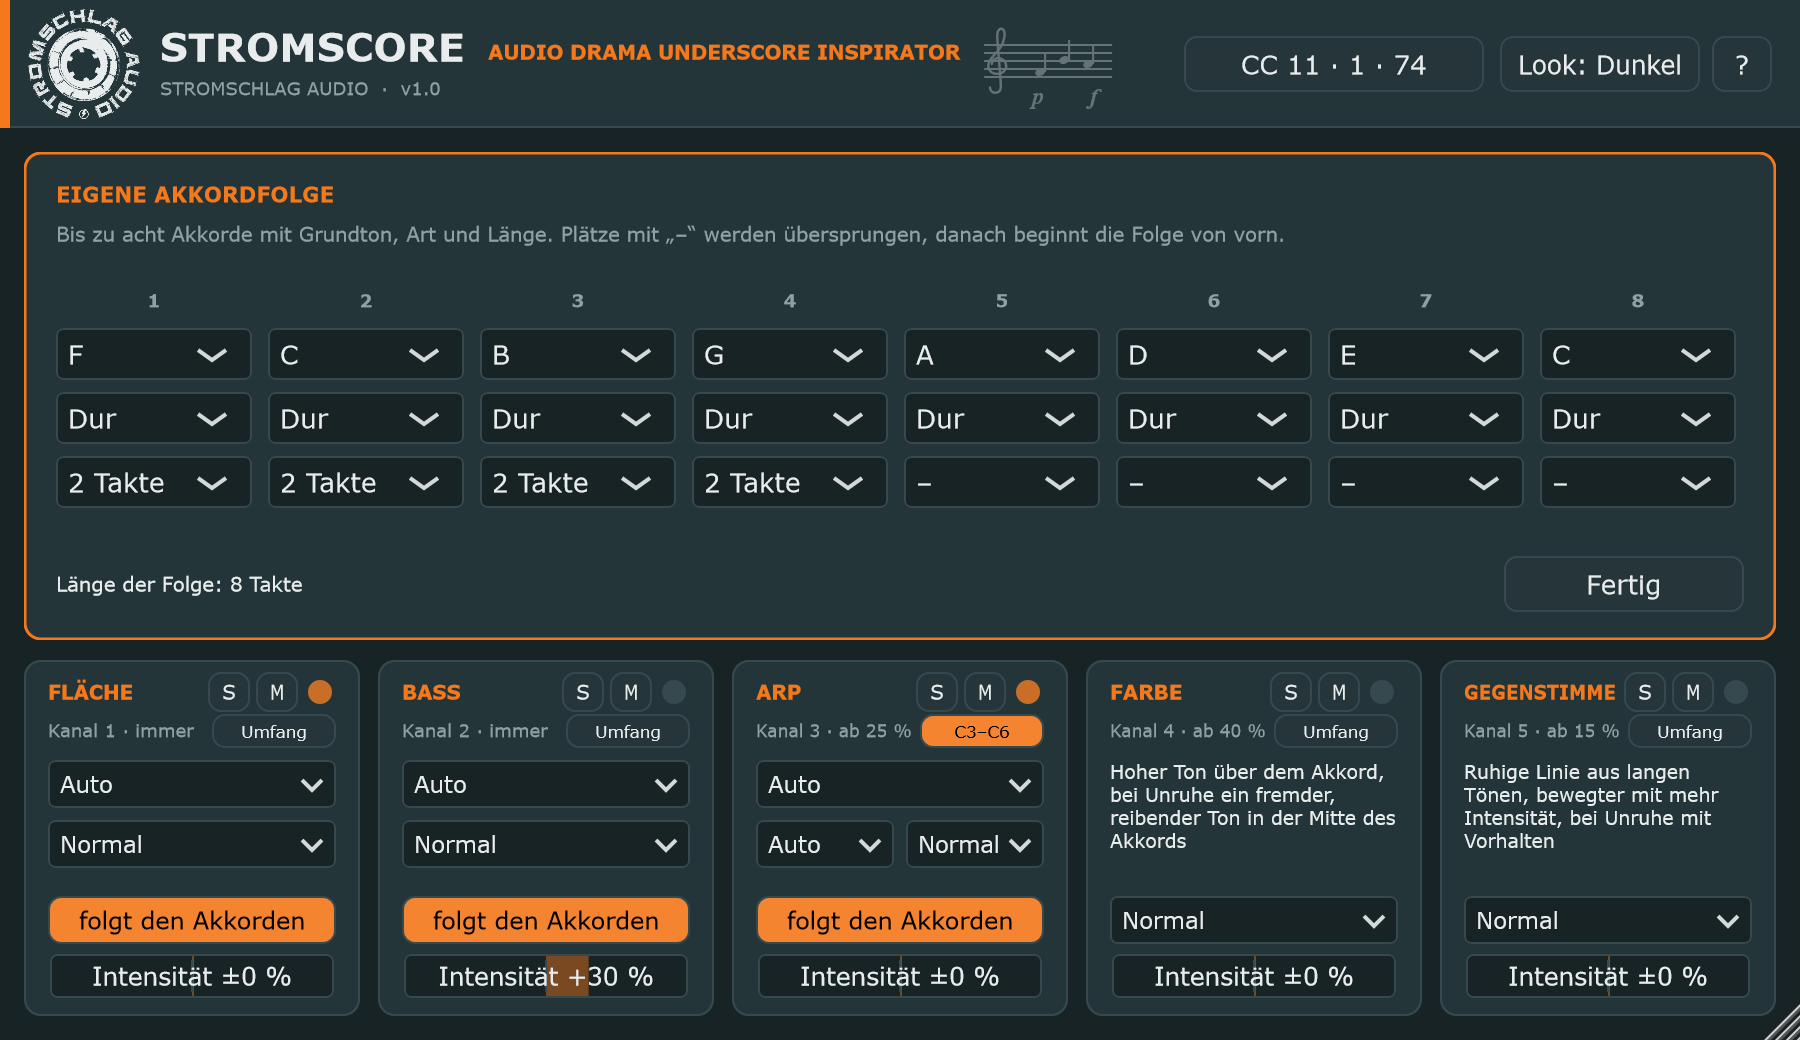 STROMSCHLAG AUDIO
STROMSCORE
AUDIO DRAMA UNDERSCORE INSPIRATOR
STROMSCHLAG AUDIO · v1.0
p f
CC 11 · 1 · 74
Look: Dunkel
?
EIGENE AKKORDFOLGE
Bis zu acht Akkorde mit Grundton, Art und Länge. Plätze mit „–“ werden übersprungen, danach beginnt die Folge von vorn.
1 2 3 4 5 6 7 8
F C B G A D E C
Dur Dur Dur Dur Dur Dur Dur Dur
2 Takte 2 Takte 2 Takte 2 Takte – – – –
Länge der Folge: 8 Takte
Fertig
FLÄCHE S M
Kanal 1 · immer Umfang
Auto
Normal
folgt den Akkorden
Intensität ±0 %
BASS S M
Kanal 2 · immer Umfang
Auto
Normal
folgt den Akkorden
Intensität +30 %
ARP S M
Kanal 3 · ab 25 % C3–C6
Auto
Auto Normal
folgt den Akkorden
Intensität ±0 %
FARBE S M
Kanal 4 · ab 40 % Umfang
Hoher Ton über dem Akkord,
bei Unruhe ein fremder,
reibender Ton in der Mitte des
Akkords
Normal
Intensität ±0 %
GEGENSTIMME S M
Kanal 5 · ab 15 % Umfang
Ruhige Linie aus langen
Tönen, bewegter mit mehr
Intensität, bei Unruhe mit
Vorhalten
Normal
Intensität ±0 %